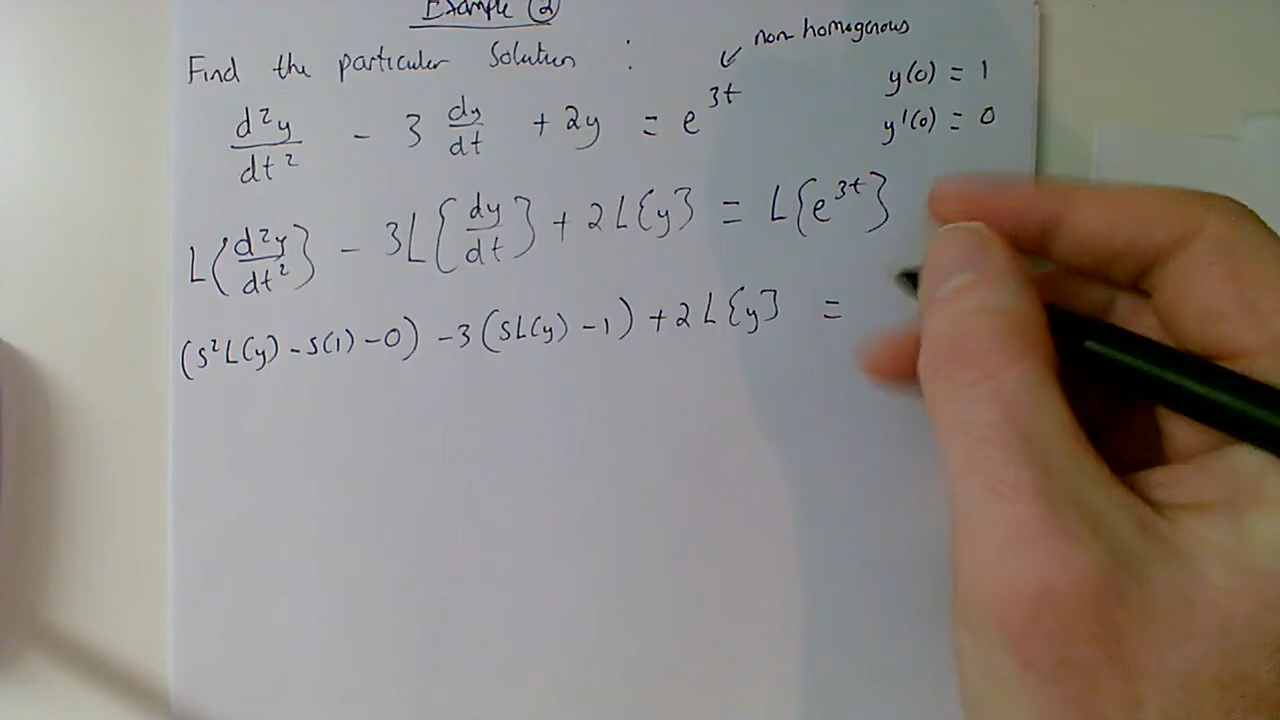 Example (2)
non homogenous
Find the particular Solution :
y(0) = 1
d²y/dt² - 3 dy/dt + 2y = e^3t
y'(0) = 0
L{d²y/dt²} - 3L{dy/dt} + 2L{y} = L{e^3t}
(s²L(y) - s(1) - 0) - 3(sL(y) - 1) + 2L{y} =